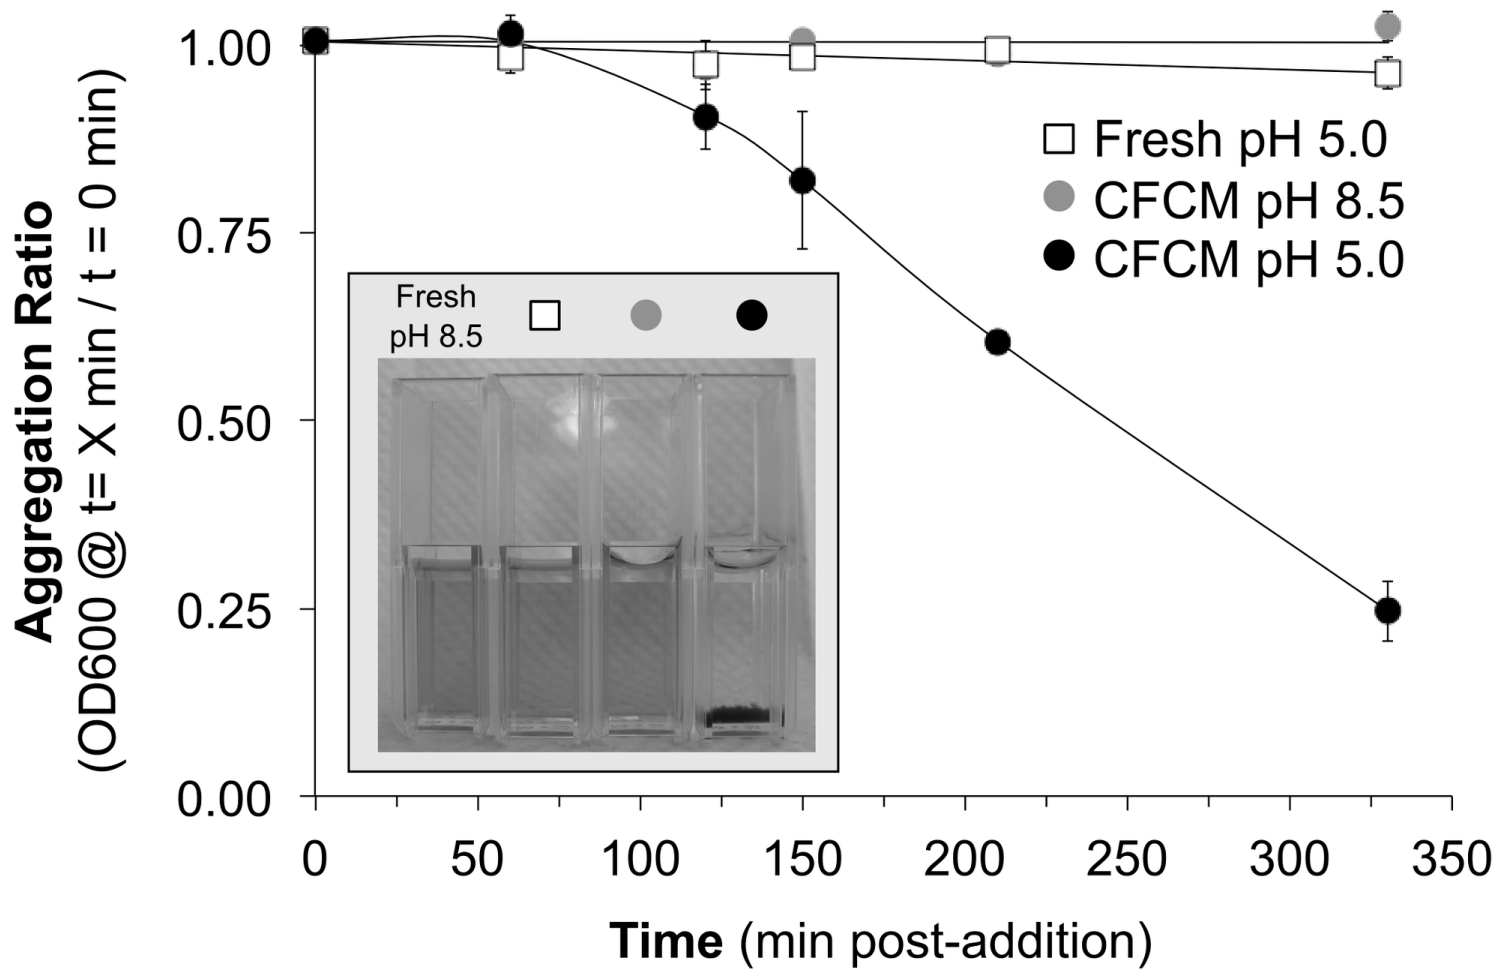 Aggregation Ratio
(OD600 @ t= X min / t = 0 min)
1.00
0.75
0.50
0.25
0.00
Fresh pH 5.0
CFCM pH 8.5
CFCM pH 5.0
Fresh
pH 8.5
0 50 100 150 200 250 300 350
Time (min post-addition)